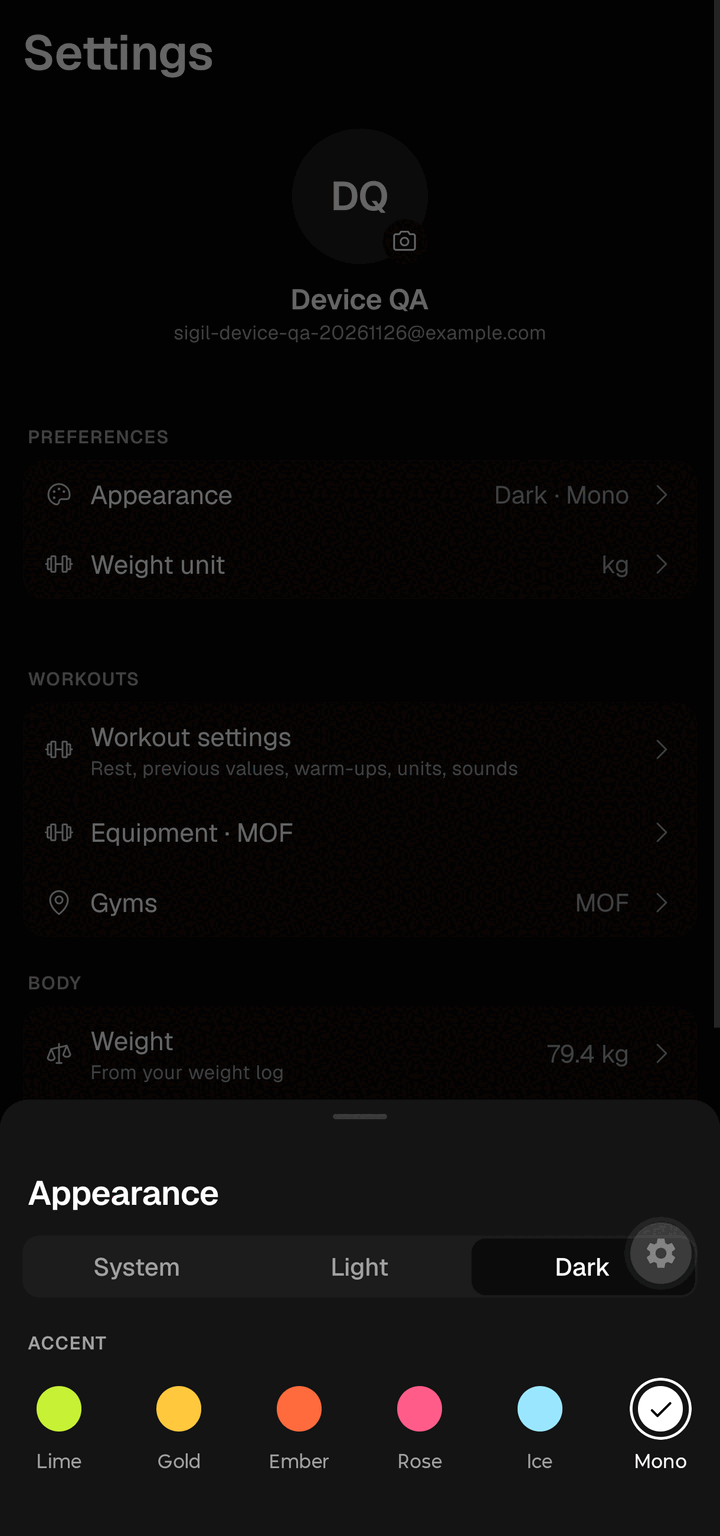 Settings
DQ
Device QA
sigil-device-qa-20261126@example.com
PREFERENCES
Appearance Dark · Mono
Weight unit kg
WORKOUTS
Workout settings
Rest, previous values, warm-ups, units, sounds
Equipment · MOF
Gyms MOF
BODY
Weight 79.4 kg
From your weight log
Appearance
System Light Dark
ACCENT
Lime Gold Ember Rose Ice Mono